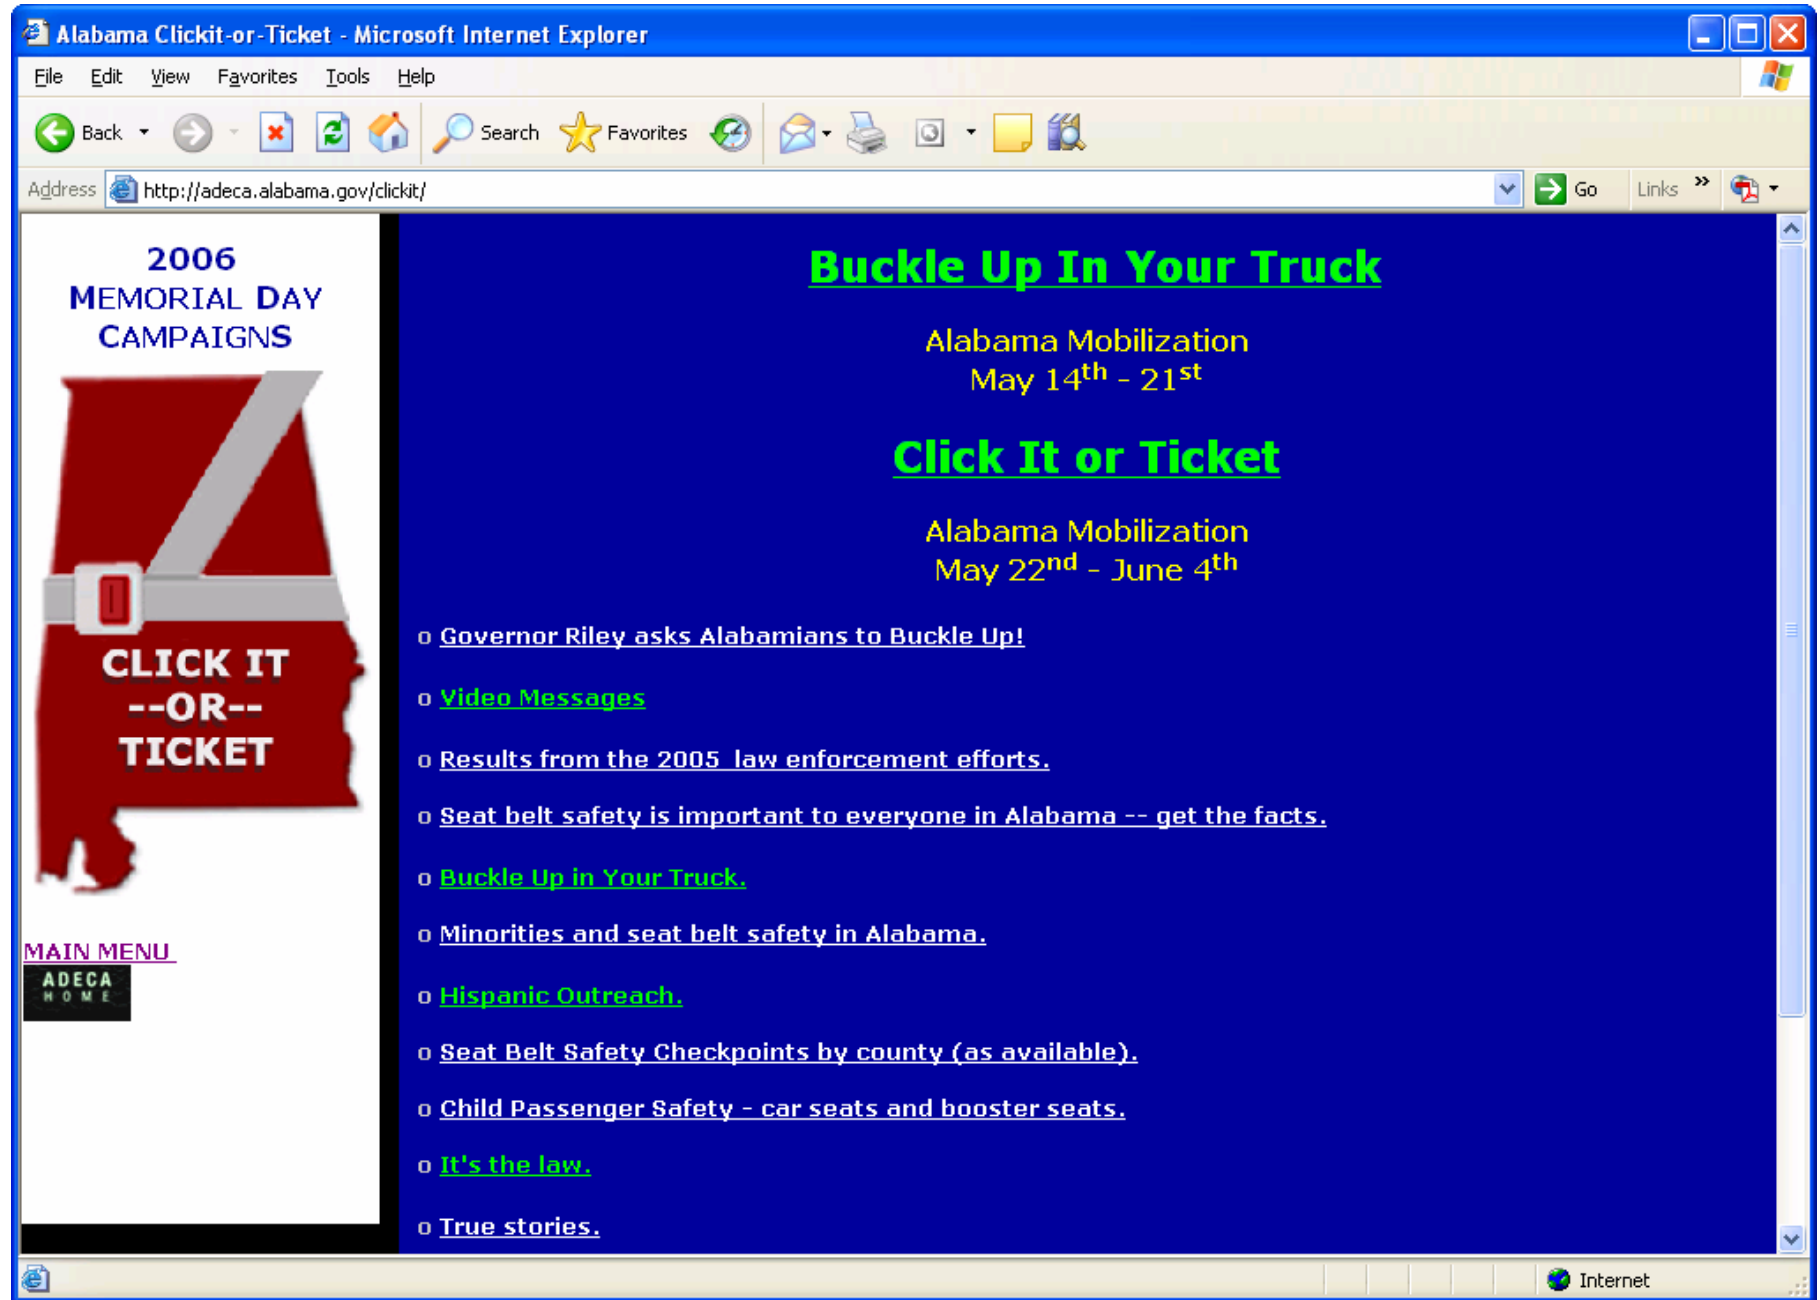 Alabama Clickit-or-Ticket - Microsoft Internet Explorer
File Edit View Favorites Tools Help
Back Search Favorites
Address http://adeca.alabama.gov/clickit/ Go Links »
2006
MEMORIAL DAY
CAMPAIGNS
CLICK IT
--OR--
TICKET
MAIN MENU
ADECA
HOME
Buckle Up In Your Truck
Alabama Mobilization
May 14th - 21st
Click It or Ticket
Alabama Mobilization
May 22nd - June 4th
o Governor Riley asks Alabamians to Buckle Up!
o Video Messages
o Results from the 2005 law enforcement efforts.
o Seat belt safety is important to everyone in Alabama -- get the facts.
o Buckle Up in Your Truck.
o Minorities and seat belt safety in Alabama.
o Hispanic Outreach.
o Seat Belt Safety Checkpoints by county (as available).
o Child Passenger Safety - car seats and booster seats.
o It's the law.
o True stories.
Internet